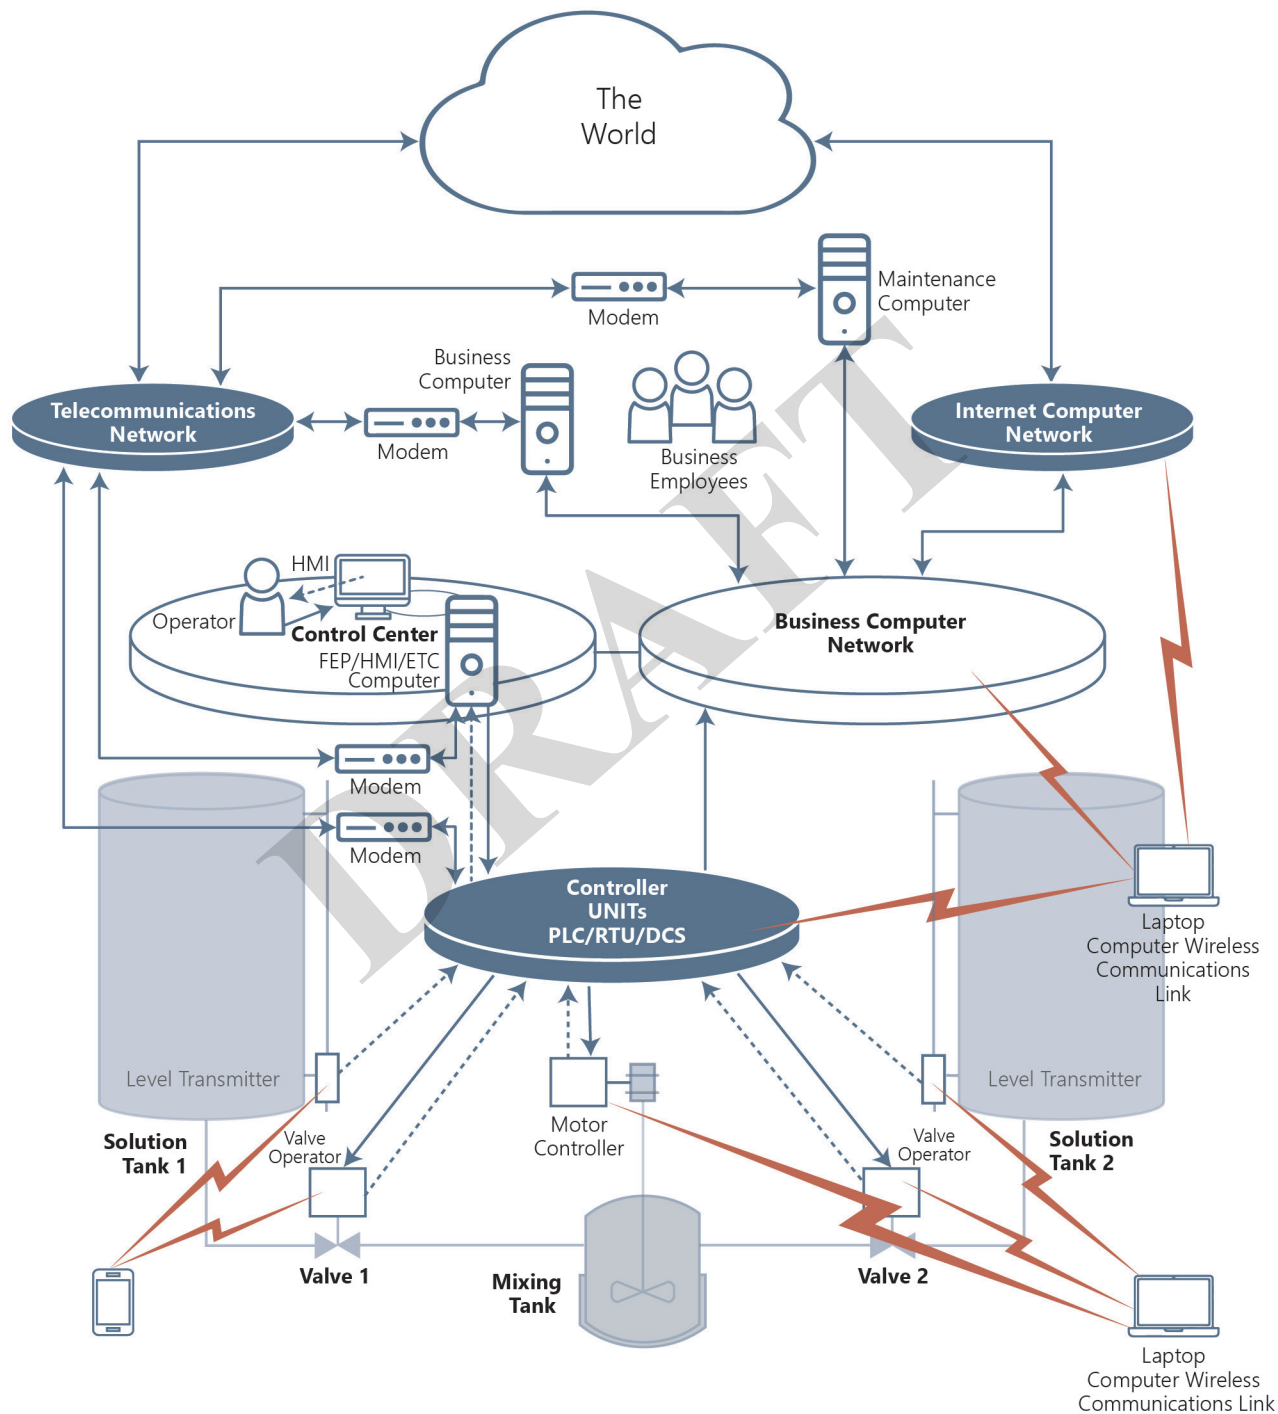 The
World
Maintenance
Computer
Modem
Business
Computer
Telecommunications
Network
Modem
Business
Employees
Internet Computer
Network
HMI
Operator
Control Center
FEP/HMI/ETC
Computer
Business Computer
Network
Modem
Modem
DRAFT
Controller
UNITs
PLC/RTU/DCS
Laptop
Computer Wireless
Communications
Link
Level Transmitter
Level Transmitter
Solution
Tank 1
Valve
Operator
Motor
Controller
Valve
Operator
Solution
Tank 2
Valve 1
Mixing
Tank
Valve 2
Laptop
Computer Wireless
Communications Link